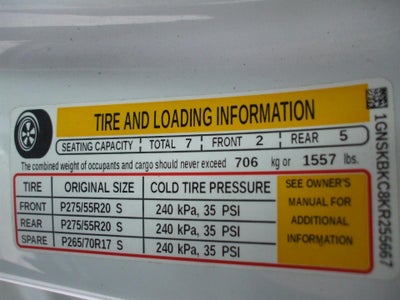 TIRE AND LOADING INFORMATION
SEATING CAPACITY TOTAL 7 FRONT 2 REAR 5
The combined weight of occupants and cargo should never exceed 706 kg or 1557 lbs.
TIRE ORIGINAL SIZE COLD TIRE PRESSURE
FRONT P275/55R20 S 240 kPa, 35 PSI
REAR P275/55R20 S 240 kPa, 35 PSI
SPARE P265/70R17 S 240 kPa, 35 PSI
SEE OWNER'S
MANUAL FOR
ADDITIONAL
INFORMATION
1GNSKBKC8KR255667